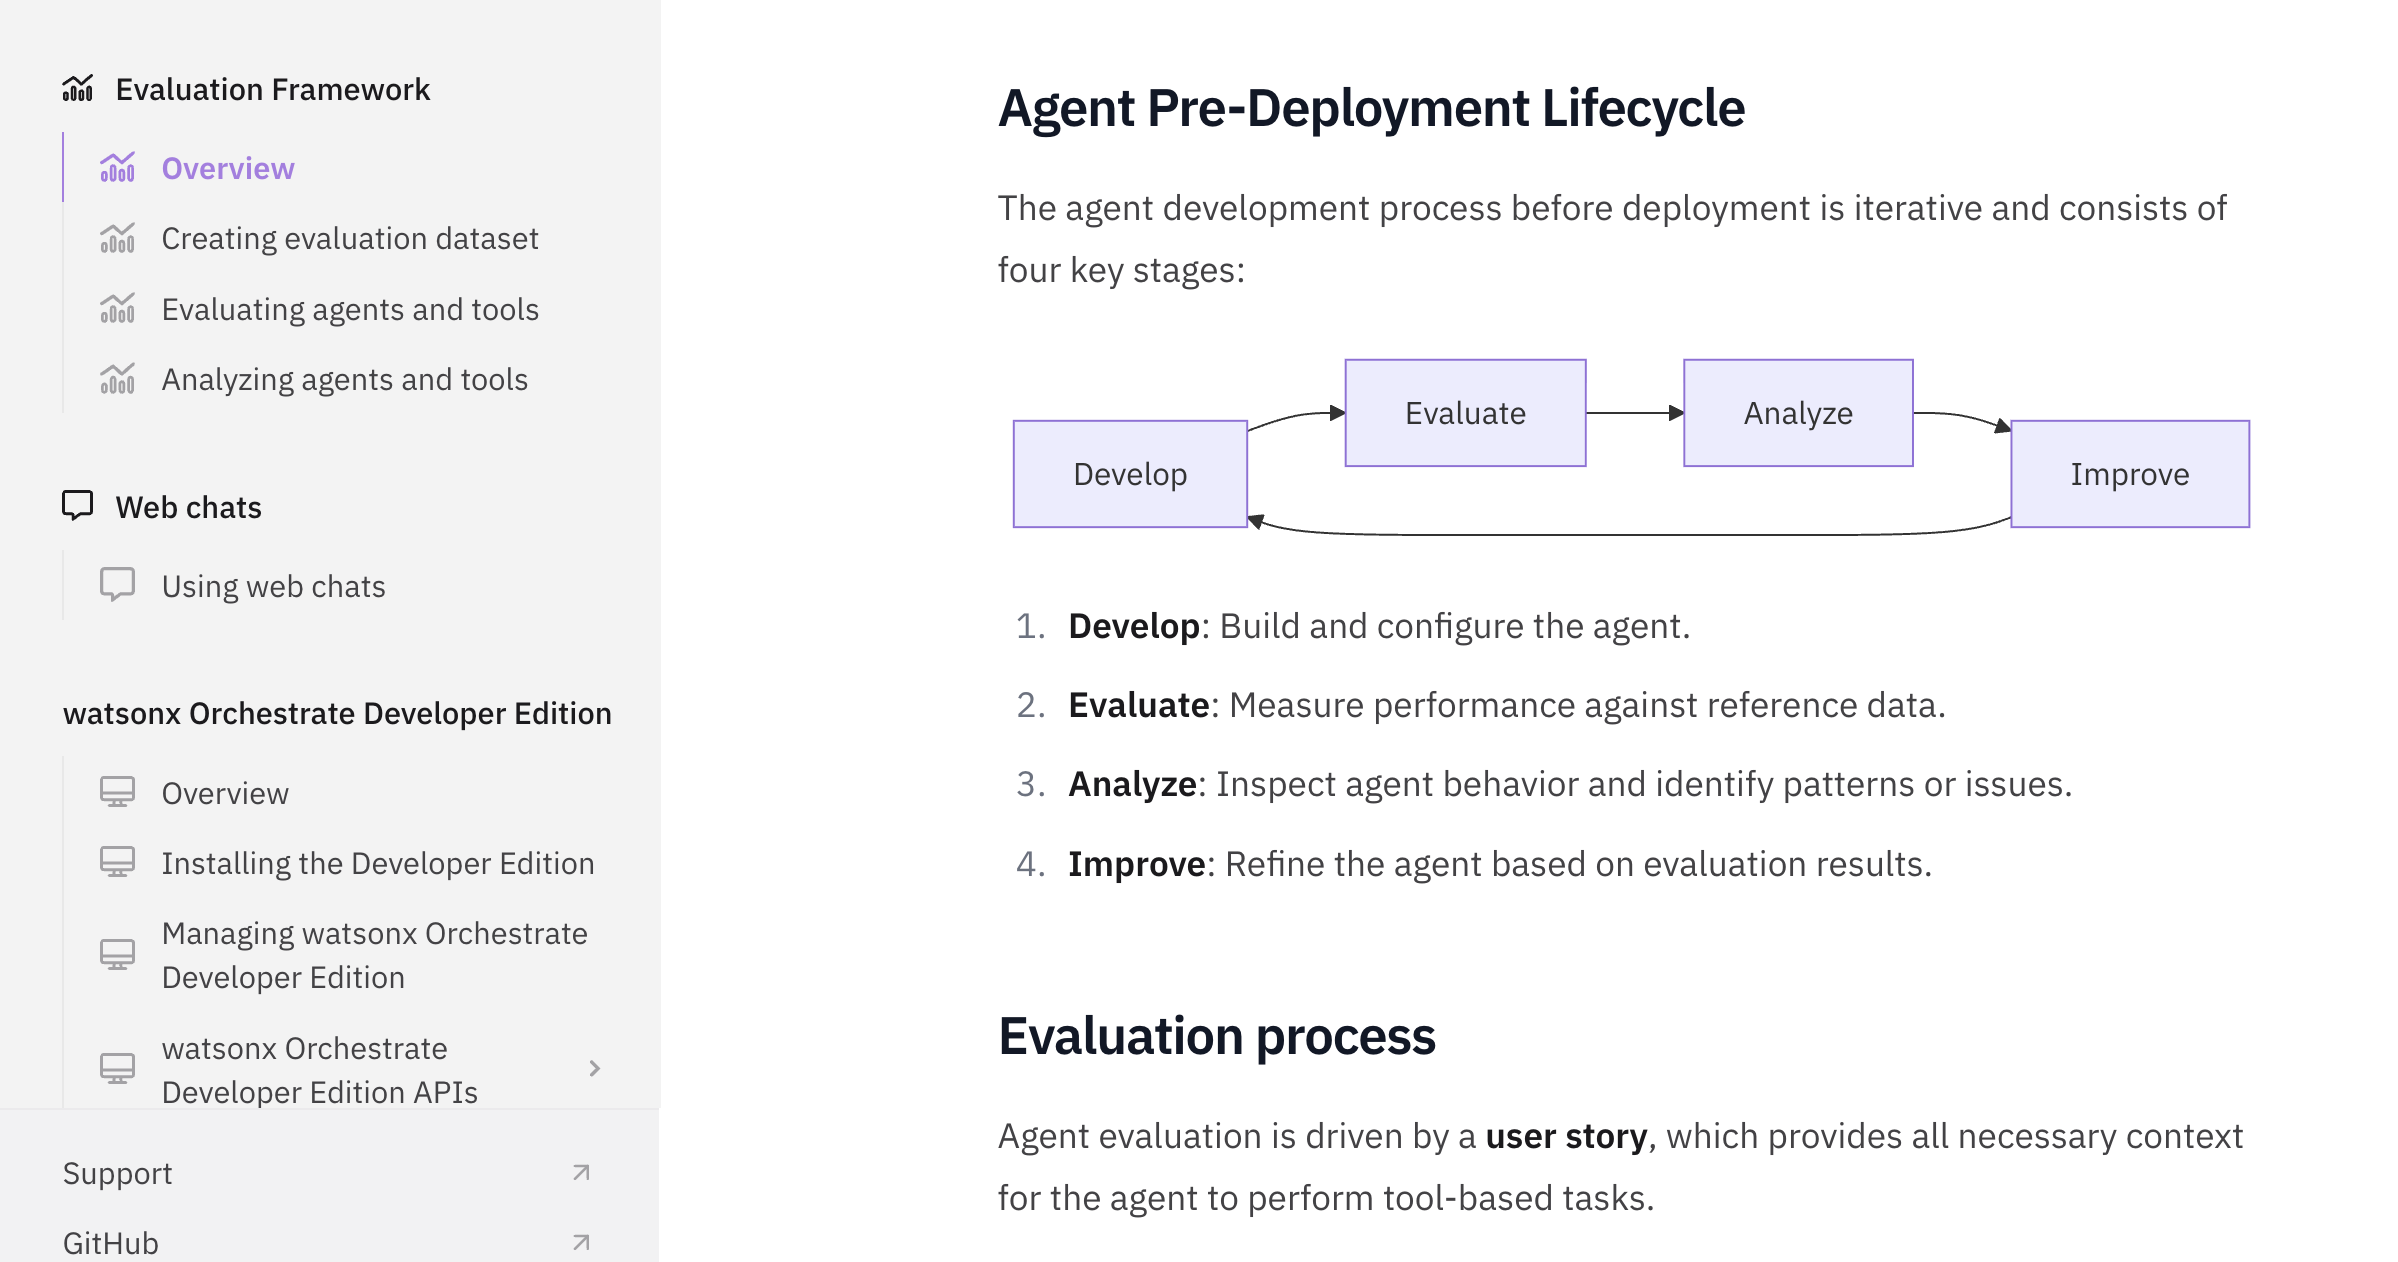 Evaluation Framework
Overview
Creating evaluation dataset
Evaluating agents and tools
Analyzing agents and tools
Web chats
Using web chats
watsonx Orchestrate Developer Edition
Overview
Installing the Developer Edition
Managing watsonx Orchestrate
Developer Edition
watsonx Orchestrate
Developer Edition APIs
Support
GitHub
Agent Pre-Deployment Lifecycle
The agent development process before deployment is iterative and consists of
four key stages:
Develop
Evaluate
Analyze
Improve
1. Develop: Build and configure the agent.
2. Evaluate: Measure performance against reference data.
3. Analyze: Inspect agent behavior and identify patterns or issues.
4. Improve: Refine the agent based on evaluation results.
Evaluation process
Agent evaluation is driven by a user story, which provides all necessary context
for the agent to perform tool-based tasks.